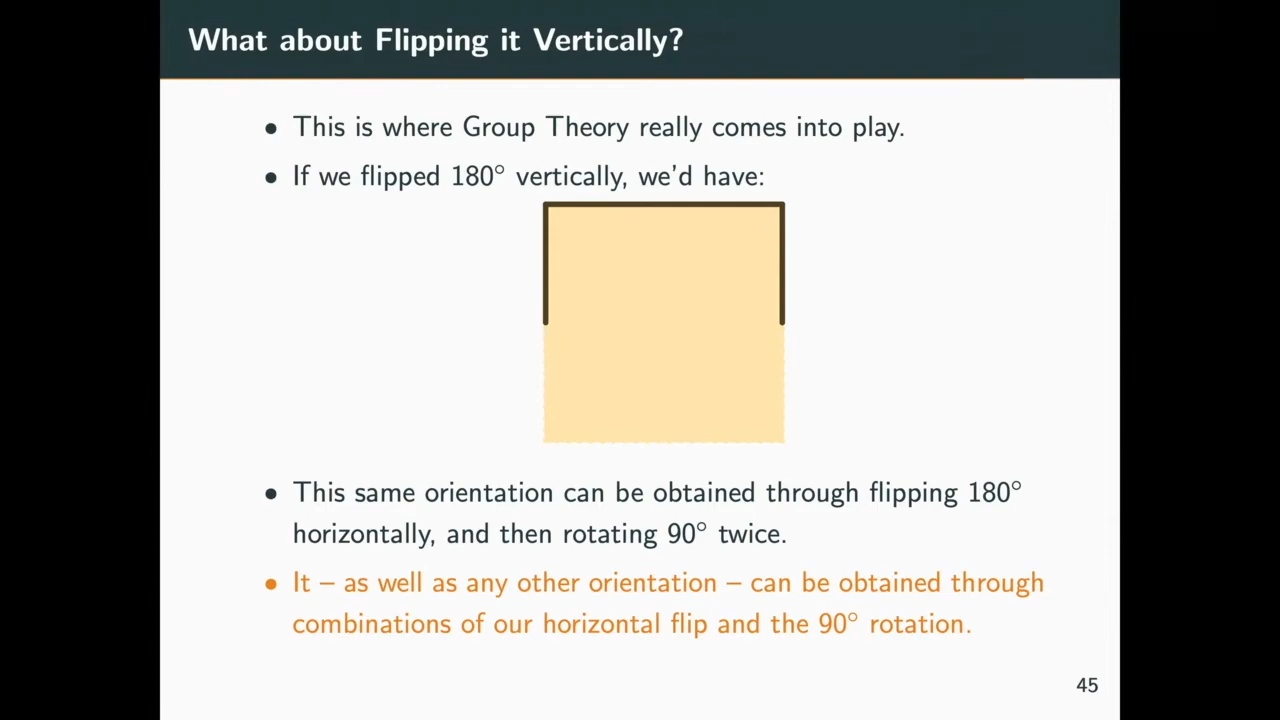 What about Flipping it Vertically?
• This is where Group Theory really comes into play.
• If we flipped 180° vertically, we'd have:
• This same orientation can be obtained through flipping 180°
horizontally, and then rotating 90° twice.
• It – as well as any other orientation – can be obtained through
combinations of our horizontal flip and the 90° rotation.
45